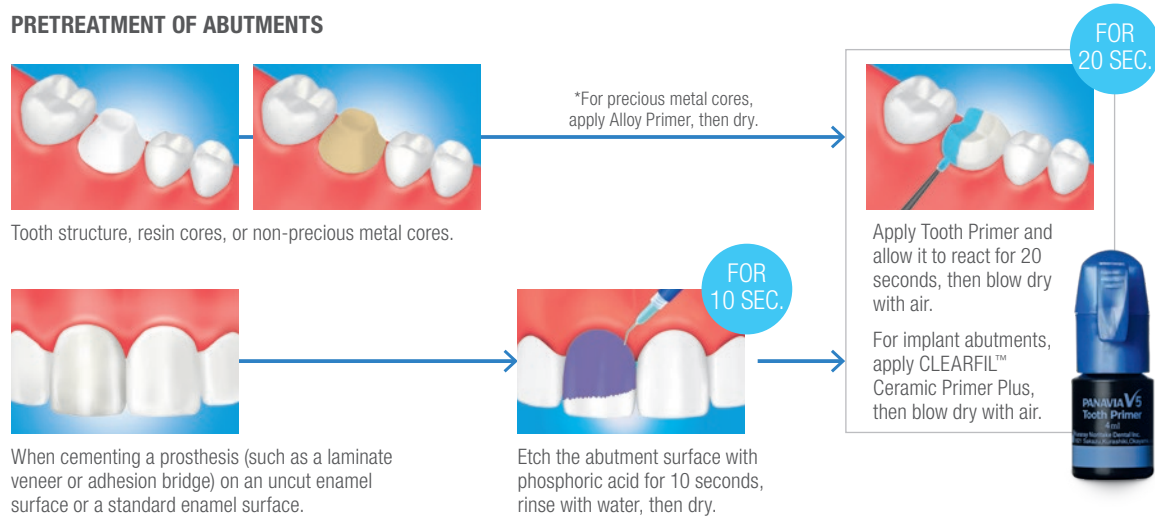 PRETREATMENT OF ABUTMENTS
FOR
20 SEC.
*For precious metal cores,
apply Alloy Primer, then dry.
Tooth structure, resin cores, or non-precious metal cores.
Apply Tooth Primer and
allow it to react for 20
seconds, then blow dry
with air.
For implant abutments,
apply CLEARFIL™
Ceramic Primer Plus,
then blow dry with air.
PANAVIA V5
Tooth Primer
4ml
Noritake Dental Inc.
FOR
10 SEC.
When cementing a prosthesis (such as a laminate
veneer or adhesion bridge) on an uncut enamel
surface or a standard enamel surface.
Etch the abutment surface with
phosphoric acid for 10 seconds,
rinse with water, then dry.